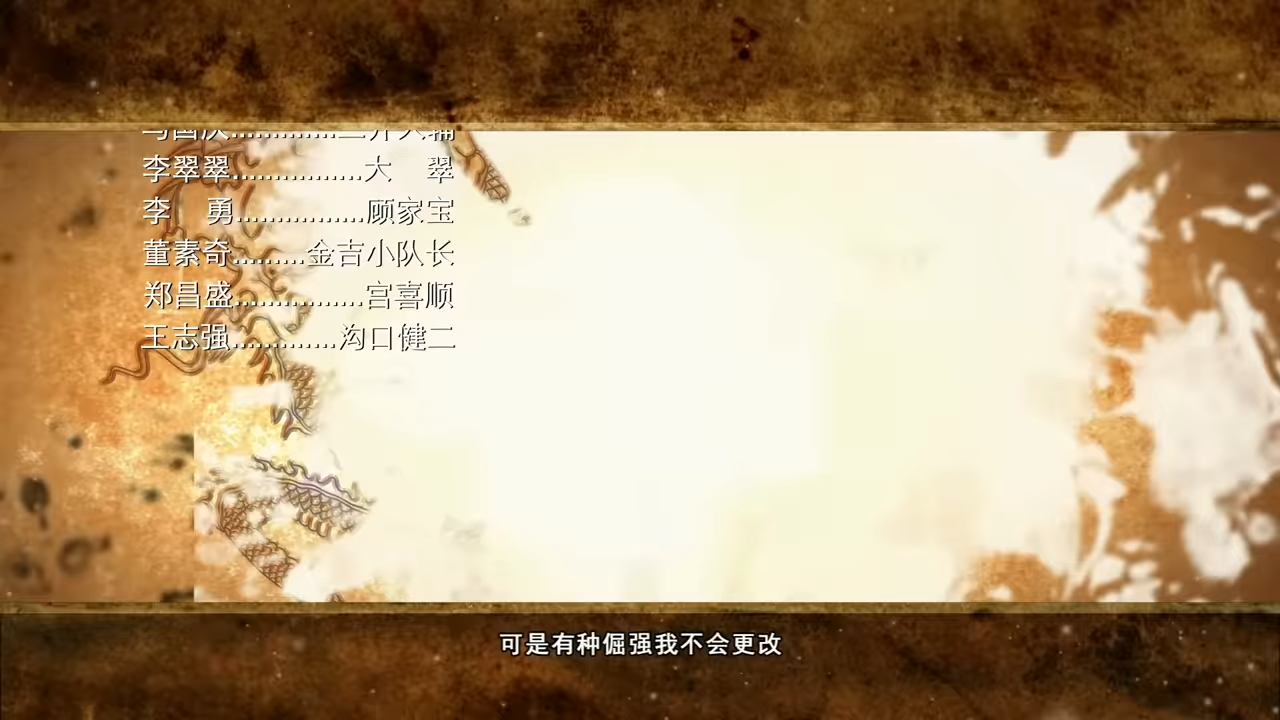 李翠翠................大 翠
李 勇................顾家宝
董素奇.........金吉小队长
郑昌盛................宫喜顺
王志强.............沟口健二
可是有种倔强我不会更改